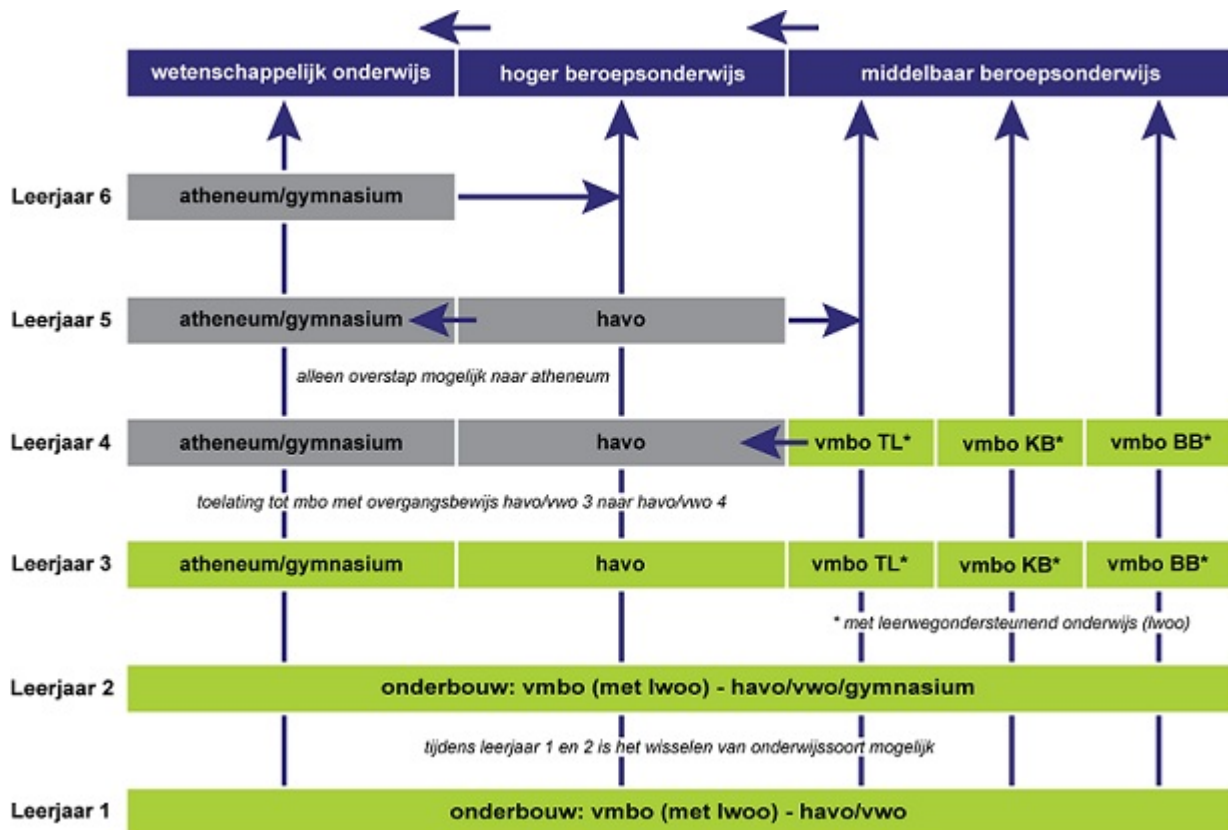 wetenschappelijk onderwijs hoger beroepsonderwijs middelbaar beroepsonderwijs
Leerjaar 6 atheneum/gymnasium
Leerjaar 5 atheneum/gymnasium havo
alleen overstap mogelijk naar atheneum
Leerjaar 4 atheneum/gymnasium havo vmbo TL* vmbo KB* vmbo BB*
toelating tot mbo met overgangsbewijs havo/vwo 3 naar havo/vwo 4
Leerjaar 3 atheneum/gymnasium havo vmbo TL* vmbo KB* vmbo BB*
* met leerwegondersteunend onderwijs (lwoo)
Leerjaar 2 onderbouw: vmbo (met lwoo) - havo/vwo/gymnasium
tijdens leerjaar 1 en 2 is het wisselen van onderwijssoort mogelijk
Leerjaar 1 onderbouw: vmbo (met lwoo) - havo/vwo